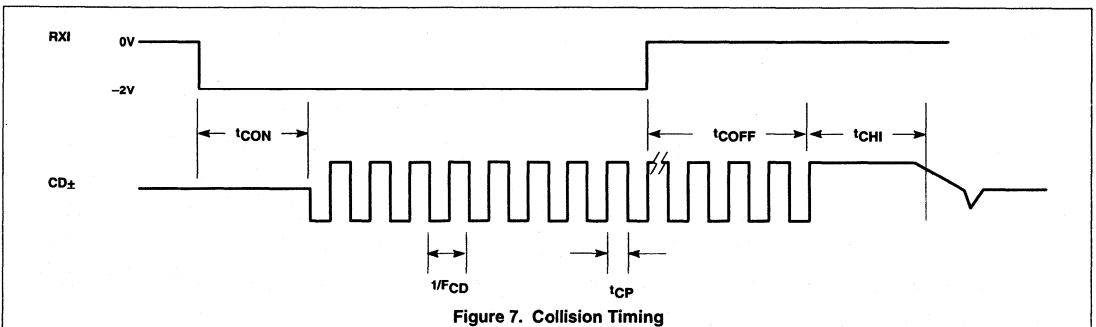 RXI
0V
–2V
tCON
tCOFF
tCHI
CD±
1/FCD
tCP
Figure 7. Collision Timing